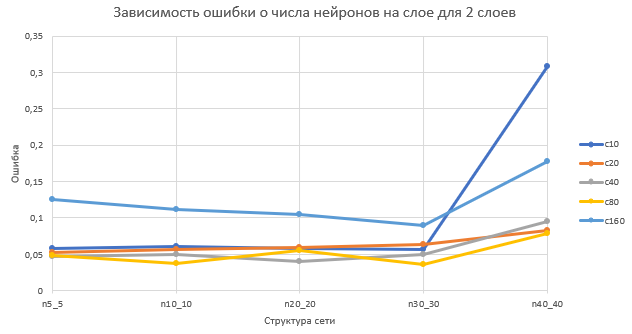 Зависимость ошибки о числа нейронов на слое для 2 слоев
0,35
0,3
0,25
0,2
0,15
0,1
0,05
0
Ошибка
n5_5
n10_10
n20_20
n30_30
n40_40
Структура сети
c10
c20
c40
c80
c160